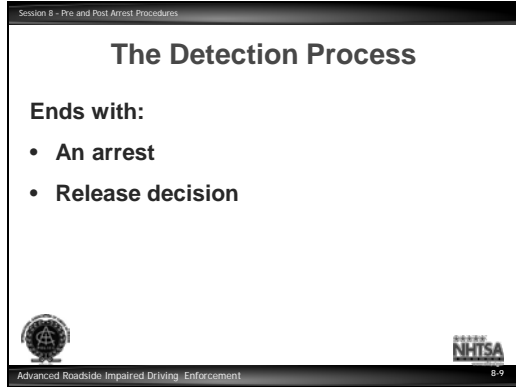 Session 8 - Pre and Post Arrest Procedures
The Detection Process
Ends with:
• An arrest
• Release decision
NHTSA
Advanced Roadside Impaired Driving Enforcement
8-9